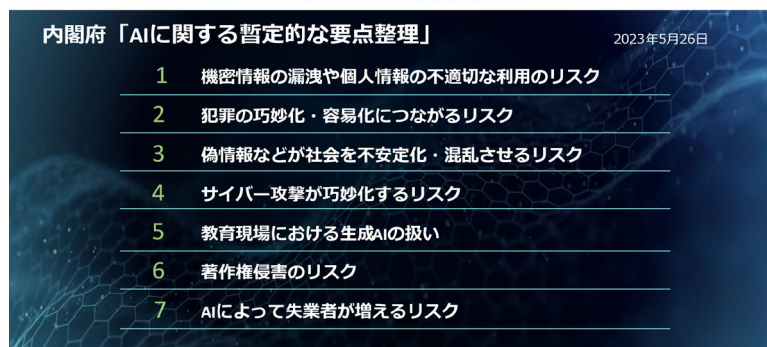 内閣府「AIに関する暫定的な要点整理」
2023年5月26日
1 機密情報の漏洩や個人情報の不適切な利用のリスク
2 犯罪の巧妙化・容易化につながるリスク
3 偽情報などが社会を不安定化・混乱させるリスク
4 サイバー攻撃が巧妙化するリスク
5 教育現場における生成AIの扱い
6 著作権侵害のリスク
7 AIによって失業者が増えるリスク